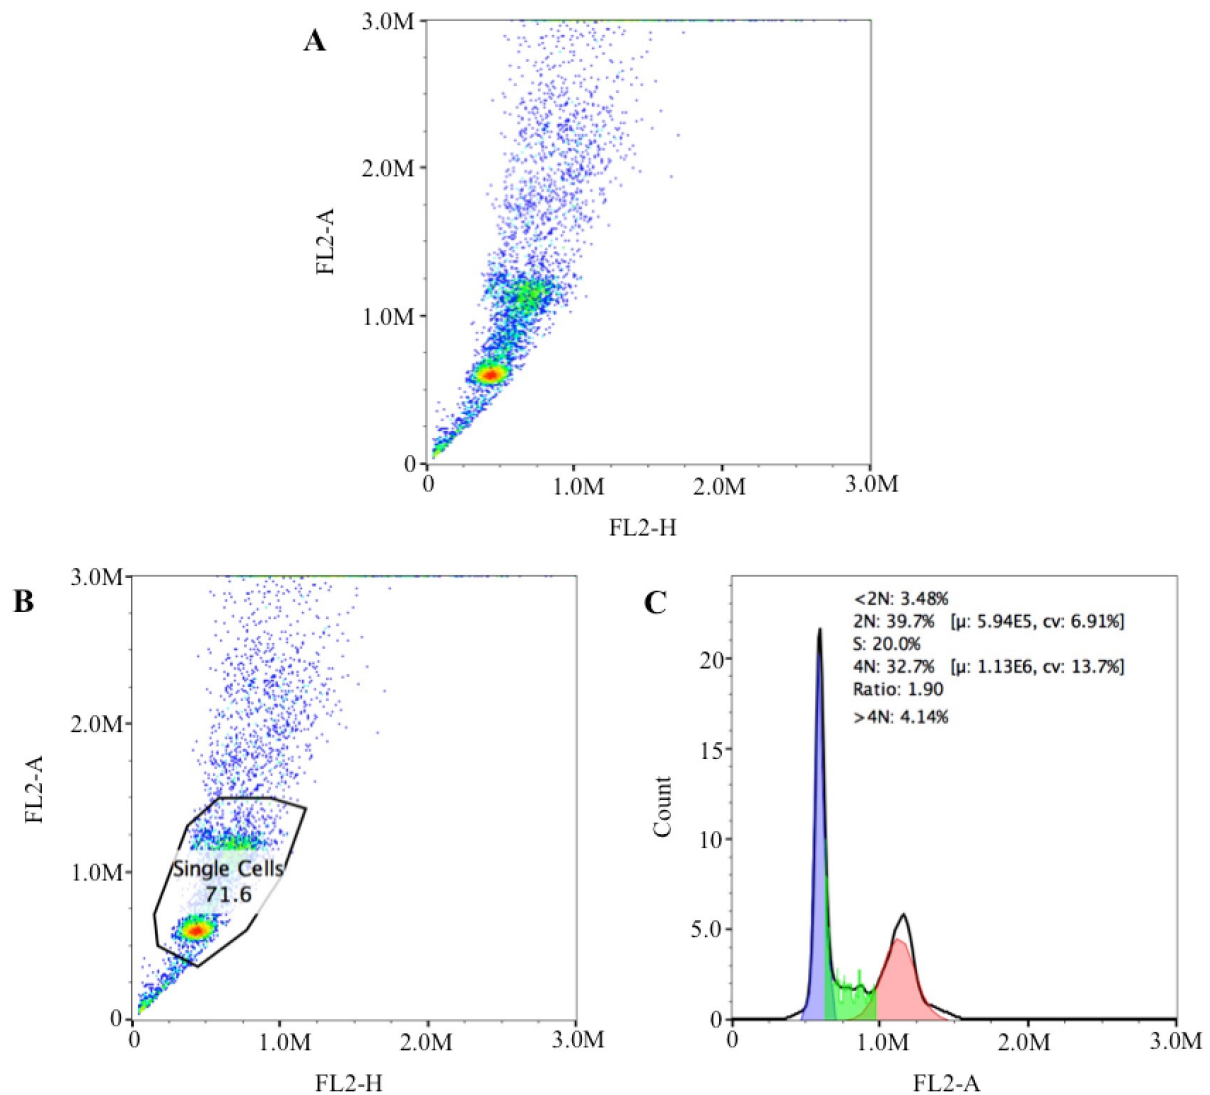 A
3.0M
2.0M
1.0M
0
FL2-A
0 1.0M 2.0M 3.0M
FL2-H
B
3.0M
2.0M
1.0M
0
FL2-A
Single Cells
71.6
0 1.0M 2.0M 3.0M
FL2-H
C
<2N: 3.48%
2N: 39.7% [μ: 5.94E5, cv: 6.91%]
S: 20.0%
4N: 32.7% [μ: 1.13E6, cv: 13.7%]
Ratio: 1.90
>4N: 4.14%
20
15
10
5.0
0
Count
0 1.0M 2.0M 3.0M
FL2-A